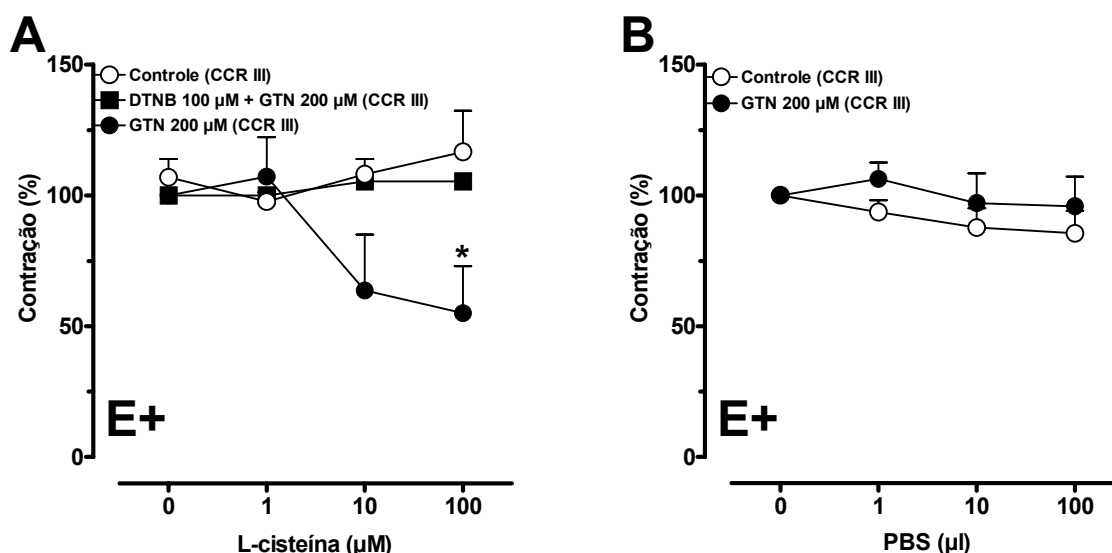 A
150
Controle (CCR III)
DTNB 100 µM + GTN 200 µM (CCR III)
GTN 200 µM (CCR III)
100
*
50
E+
0
Contração (%)
0 1 10 100
L-cisteína (µM)
B
150
Controle (CCR III)
GTN 200 µM (CCR III)
100
50
E+
0
Contração (%)
0 1 10 100
PBS (µl)